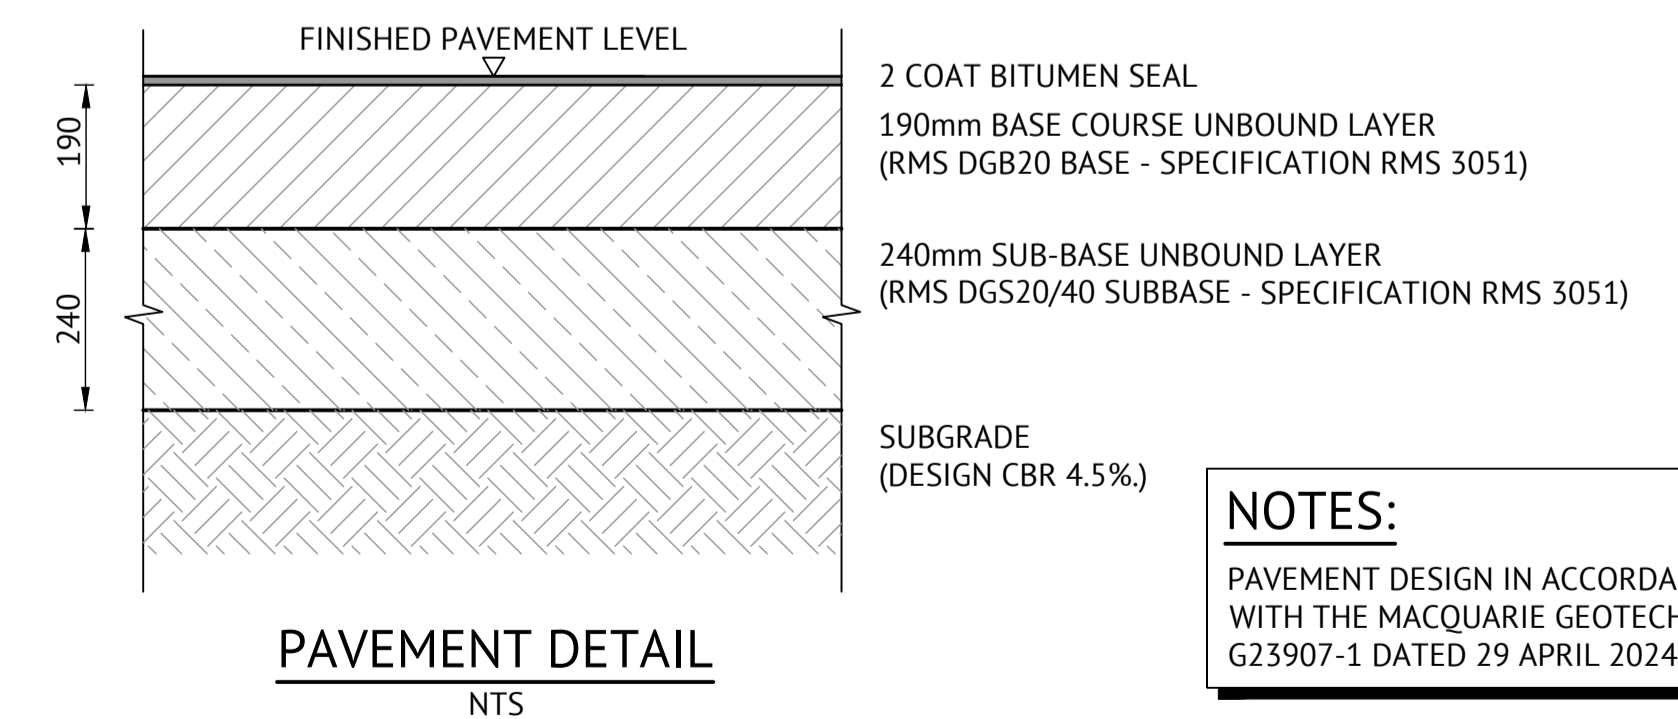 FINISHED PAVEMENT LEVEL
2 COAT BITUMEN SEAL
190mm BASE COURSE UNBOUND LAYER
(RMS DGB20 BASE - SPECIFICATION RMS 3051)
190
240mm SUB-BASE UNBOUND LAYER
(RMS DGS20/40 SUBBASE - SPECIFICATION RMS 3051)
240
SUBGRADE
(DESIGN CBR 4.5%.)
NOTES:
PAVEMENT DESIGN IN ACCORDA
WITH THE MACQUARIE GEOTECH
G23907-1 DATED 29 APRIL 2024
PAVEMENT DETAIL
NTS